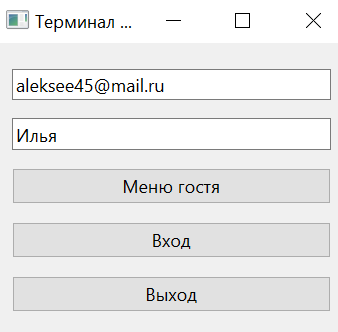 Терминал ...
aleksee45@mail.ru
Илья
Меню гостя
Вход
Выход